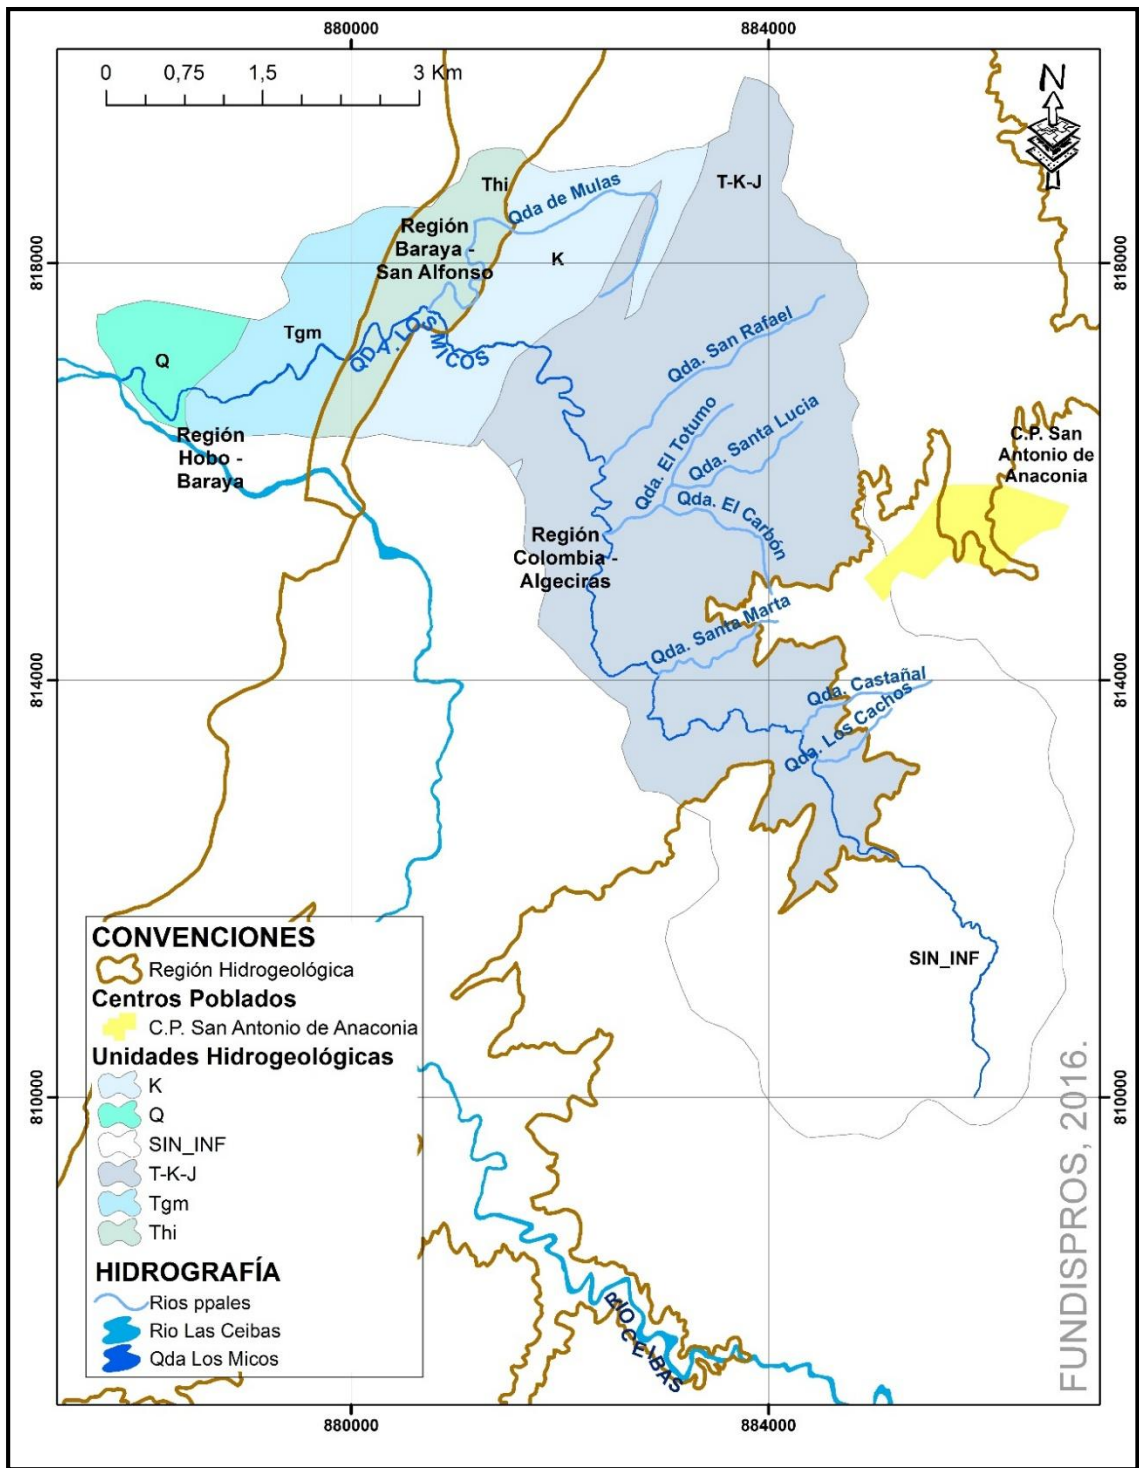 880000
884000
0
0,75
1,5
3 Km
N
Thi
T-K-J
Qda de Mulas
Región
Baraya -
San Alfonso
K
818000
818000
Tgm
QDA. LOS MICOS
Q
Qda. San Rafael
Región
Hobo -
Baraya
Qda. El Totumo
Qda. Santa Lucia
C.P. San
Antonio de
Anaconia
Qda. El Carbón
Región
Colombia -
Algeciras
Qda. Santa Marta
814000
814000
Qda. Castañal
Qda. Los Cachos
SIN_INF
CONVENCIONES
Región Hidrogeológica
Centros Poblados
C.P. San Antonio de Anaconia
Unidades Hidrogeológicas
K
Q
SIN_INF
T-K-J
Tgm
Thi
HIDROGRAFÍA
Rios ppales
Rio Las Ceibas
Qda Los Micos
810000
810000
RÍO CEIBAS
FUNDISPROS, 2016.
880000
884000